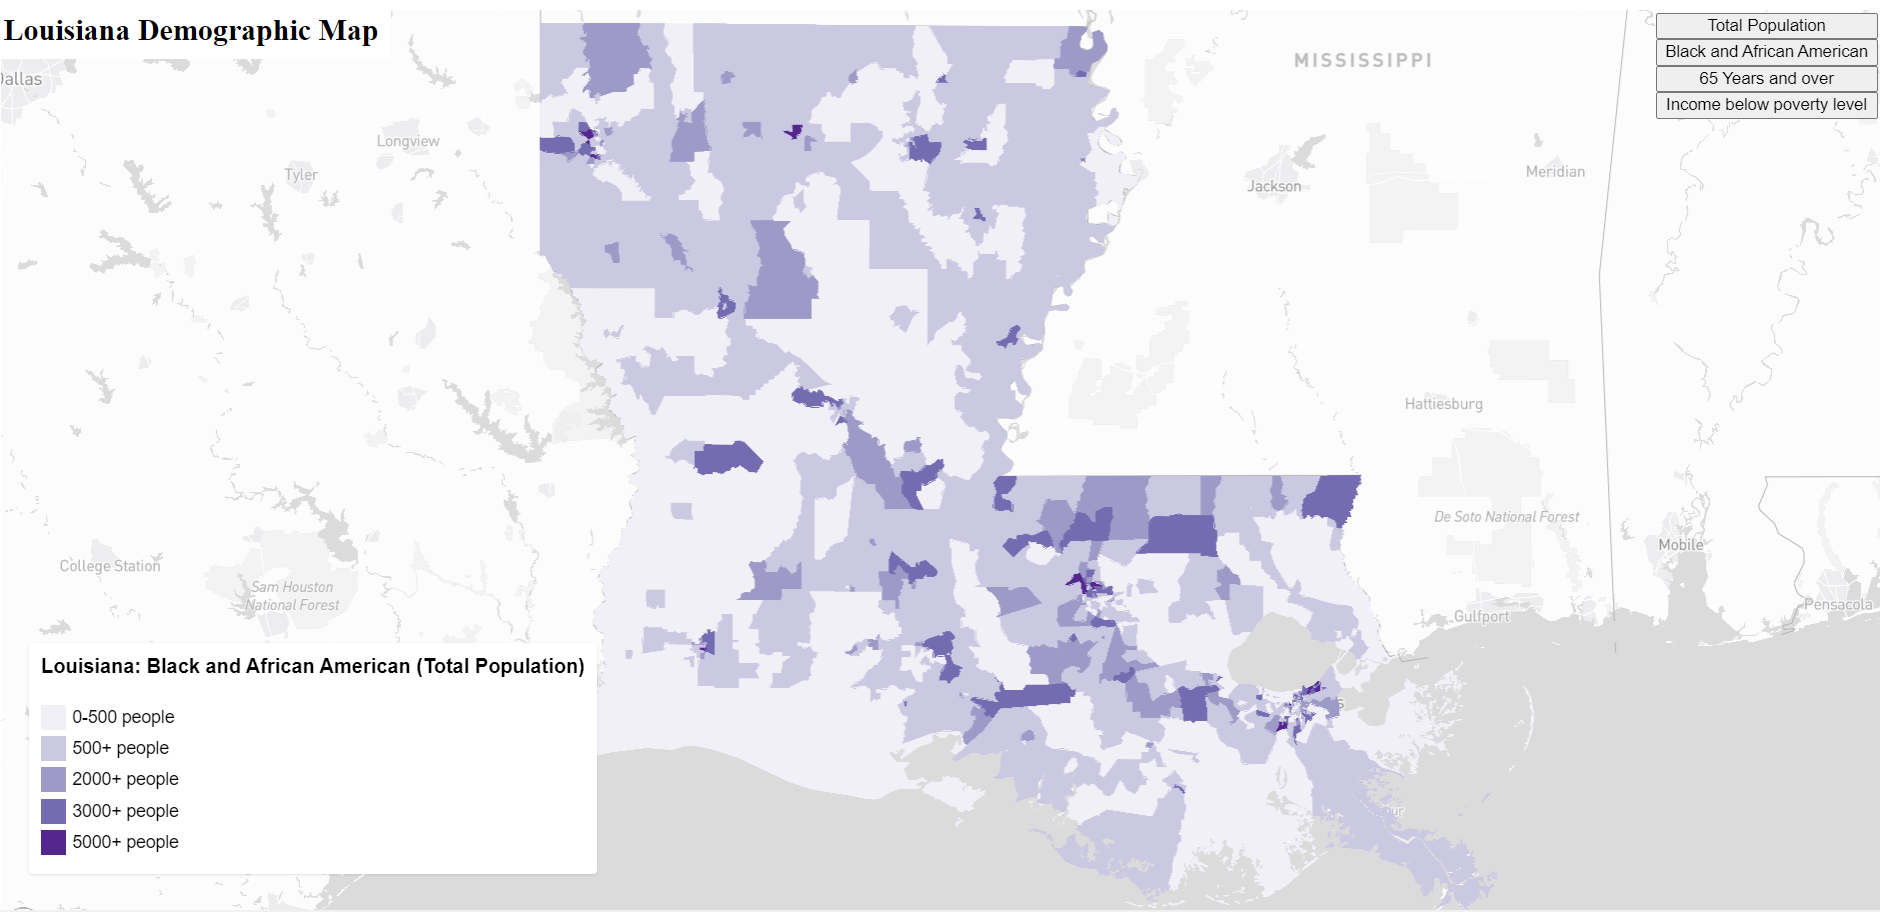 Louisiana Demographic Map
Total Population
Black and African American
65 Years and over
Income below poverty level
MISSISSIPPI
Dallas
Longview
Tyler
Jackson
Meridian
Hattiesburg
De Soto National Forest
College Station
Sam Houston
National Forest
Mobile
Gulfport
Pensacola
Louisiana: Black and African American (Total Population)
0-500 people
500+ people
2000+ people
3000+ people
5000+ people